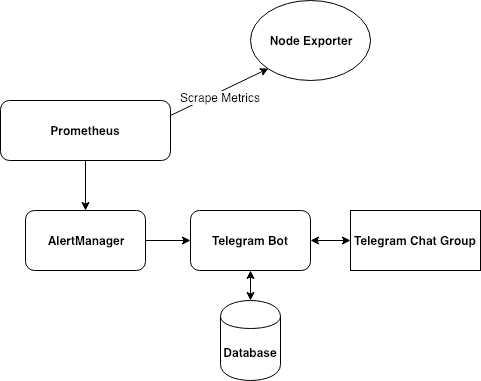 Node Exporter
Scrape Metrics
Prometheus
AlertManager
Telegram Bot
Telegram Chat Group
Database